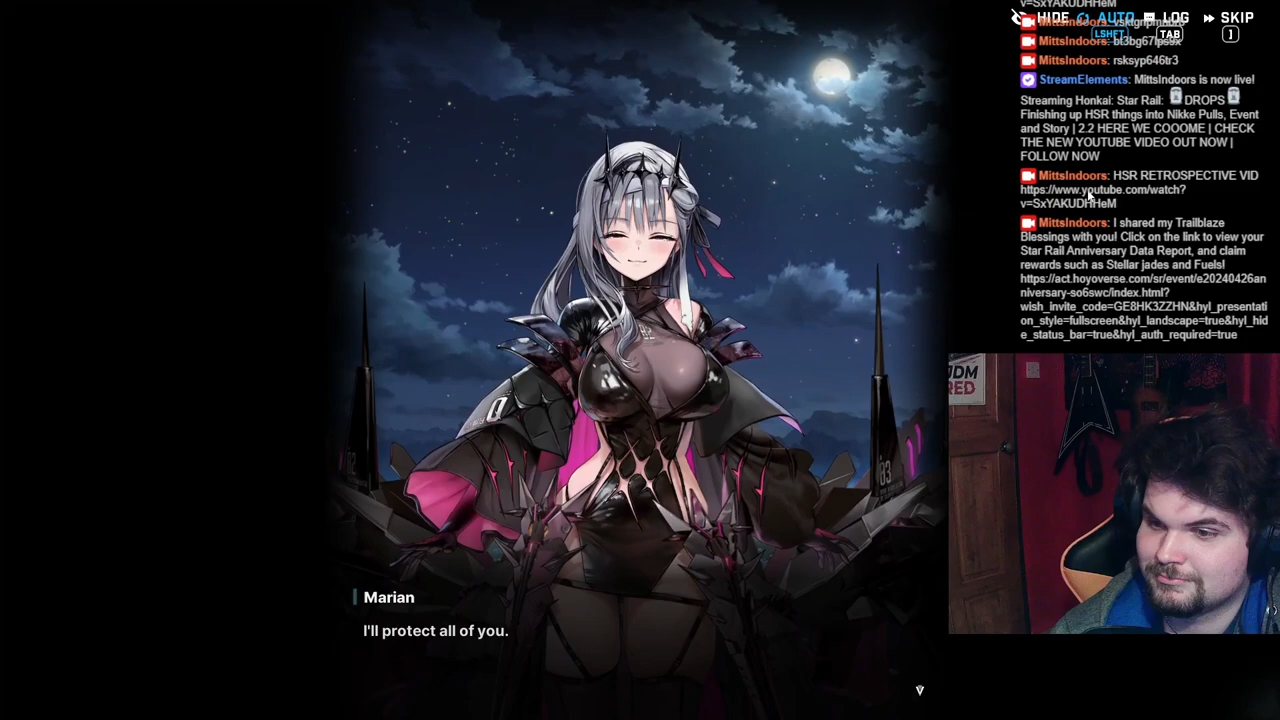 v=SxYAKUDHHeM
HIDE
AUTO
LOG
SKIP
LSHFT
TAB
]
MittsIndoors:
MittsIndoors:
MittsIndoors: rsksyp646tr3
StreamElements: MittsIndoors is now live!
Streaming Honkai: Star Rail: DROPS
Finishing up HSR things into Nikke Pulls, Event
and Story | 2.2 HERE WE COOOME | CHECK
THE NEW YOUTUBE VIDEO OUT NOW |
FOLLOW NOW
MittsIndoors: HSR RETROSPECTIVE VID
https://www.youtube.com/watch?
v=SxYAKUDHHeM
MittsIndoors: I shared my Trailblaze
Blessings with you! Click on the link to view your
Star Rail Anniversary Data Report, and claim
rewards such as Stellar jades and Fuels!
https://act.hoyoverse.com/sr/event/e20240426an
niversary-so6swc/index.html?
wish_invite_code=GE8HK3ZZHN&hyl_presentati
on_style=fullscreen&hyl_landscape=true&hyl_hid
e_status_bar=true&hyl_auth_required=true
JDM
RED
03
Marian
I'll protect all of you.